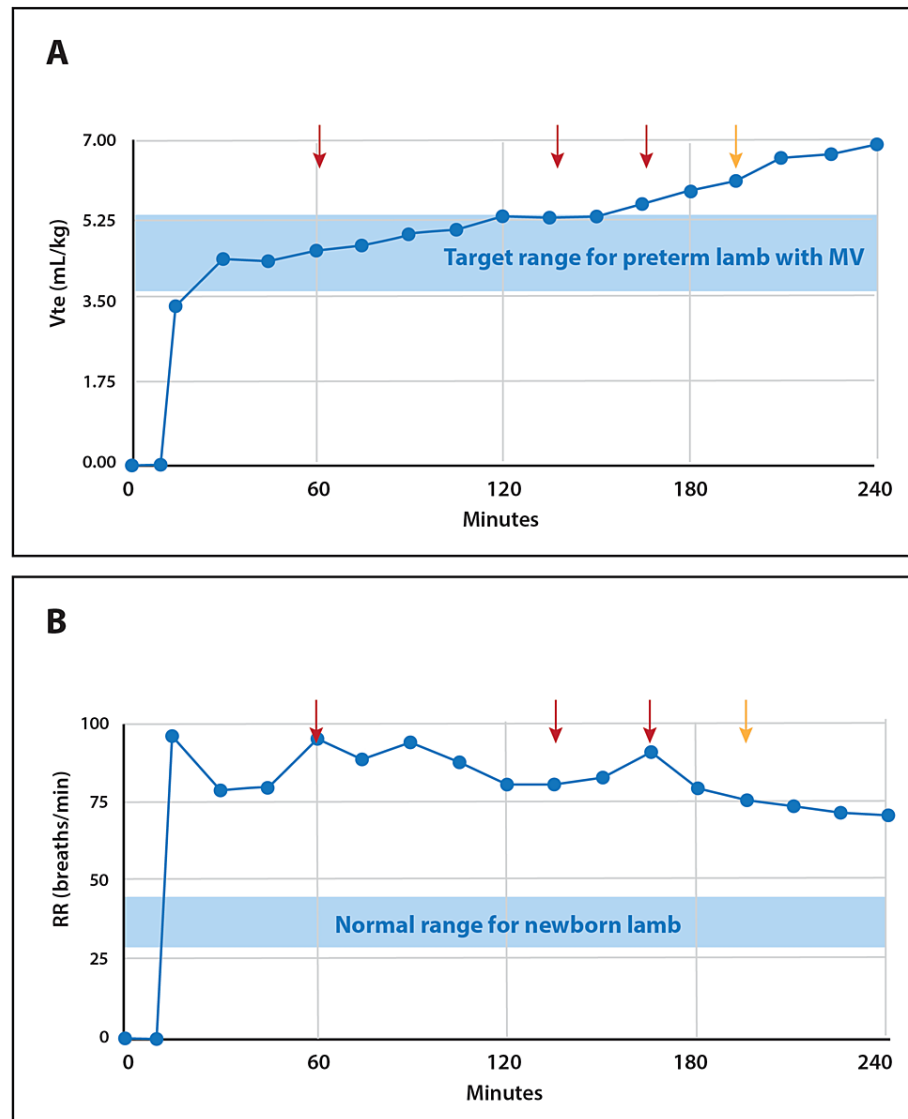 A
Vte (mL/kg)
7.00
5.25
3.50
1.75
0.00
Target range for preterm lamb with MV
0 60 120 180 240
Minutes
B
RR (breaths/min)
100
75
50
25
0
Normal range for newborn lamb
0 60 120 180 240
Minutes